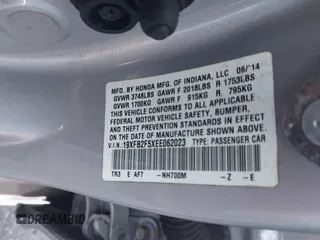 MFD. BY HONDA MFG. OF INDIANA, LLC 06/14
GVWR 3748LBS GAWR F 2018LBS R 1753LBS
GVWR 1700KG GAWR F 915KG R 795KG
THIS VEHICLE CONFORMS TO ALL APPLICABLE
FEDERAL MOTOR VEHICLE SAFETY, BUMPER,
AND THEFT PREVENTION STANDARDS IN EFFECT
ON THE DATE OF MANUFACTURE SHOWN ABOVE.
V.I.N.: 19XFB2F5XEE062023 TYPE: PASSENGER CAR
TR3 E AF7 -NH700M -Z -E
DREAMBID